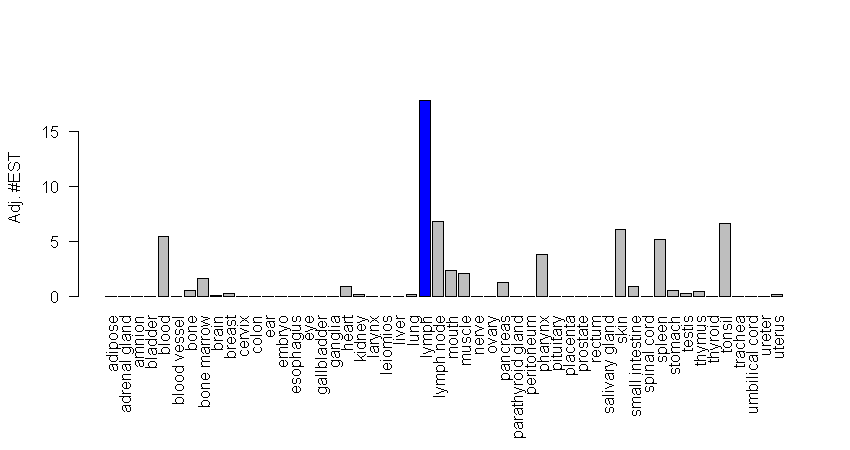 Adj. #EST
15
10
5
0
adipose
adrenal gland
amnion
bladder
blood
blood vessel
bone
bone marrow
brain
breast
cervix
colon
ear
embryo
esophagus
eye
gallbladder
ganglia
heart
kidney
larynx
leiomios
liver
lung
lymph
lymph node
mouth
muscle
nerve
ovary
pancreas
parathyroid gland
peritoneum
pharynx
pituitary
placenta
prostate
rectum
salivary gland
skin
small intestine
spinal cord
spleen
stomach
testis
thymus
thyroid
tonsil
trachea
umbilical cord
ureter
uterus